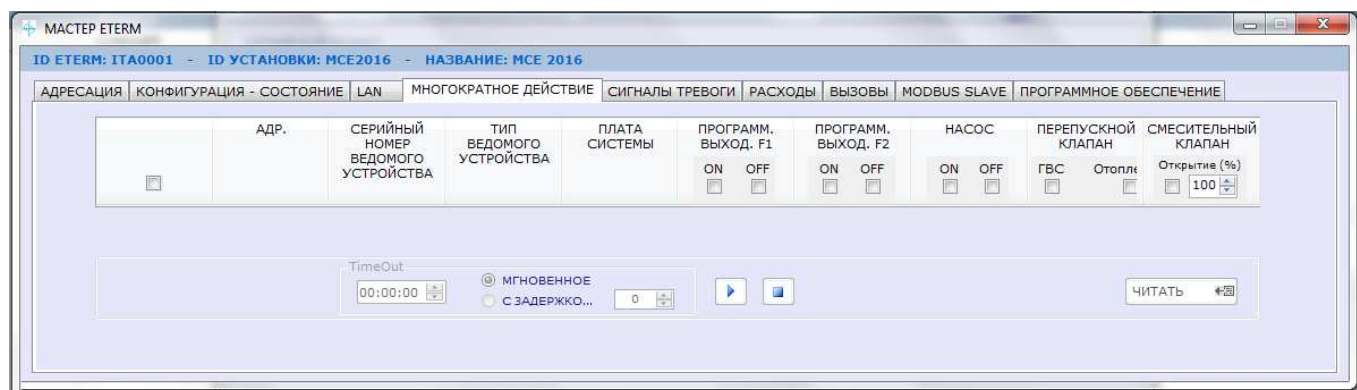 МАСТЕР ETERM
ID ETERM: ITA0001 - ID УСТАНОВКИ: MCE2016 - НАЗВАНИЕ: MCE 2016
АДРЕСАЦИЯ КОНФИГУРАЦИЯ - СОСТОЯНИЕ LAN МНОГОКРАТНОЕ ДЕЙСТВИЕ СИГНАЛЫ ТРЕВОГИ РАСХОДЫ ВЫЗОВЫ MODBUS SLAVE ПРОГРАММНОЕ ОБЕСПЕЧЕНИЕ
АДР. СЕРИЙНЫЙ ТИП ПЛАТА ПРОГРАММ. ПРОГРАММ. НАСОС ПЕРЕПУСКНОЙ СМЕСИТЕЛЬНЫЙ
НОМЕР ВЕДОМОГО СИСТЕМЫ ВЫХОД. F1 ВЫХОД. F2 КЛАПАН КЛАПАН
ВЕДОМОГО УСТРОЙСТВА
УСТРОЙСТВА
ON OFF ON OFF ON OFF ГВС Отопле Открытие (%)
100
TimeOut
00:00:00 МГНОВЕННОЕ
С ЗАДЕРЖКО... 0
ЧИТАТЬ